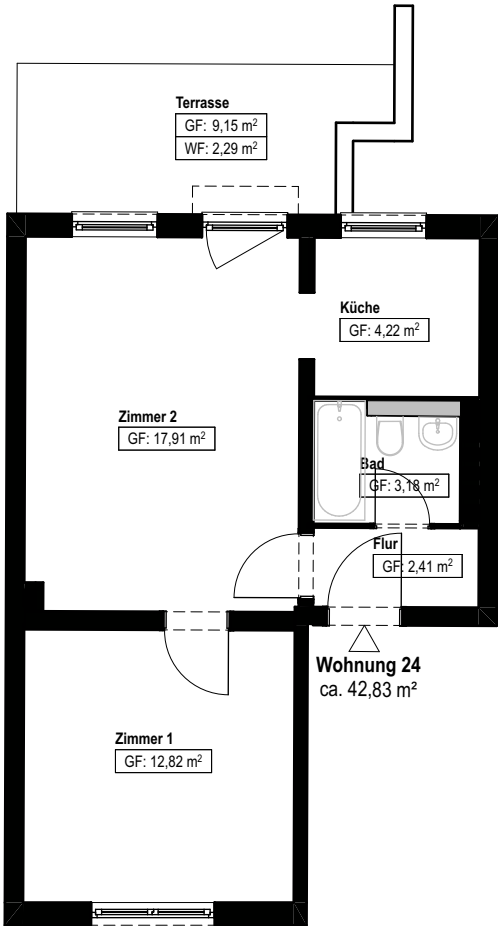 Terrasse
GF: 9,15 m²
WF: 2,29 m²
Küche
GF: 4,22 m²
Zimmer 2
GF: 17,91 m²
Bad
GF: 3,18 m²
Flur
GF: 2,41 m²
Wohnung 24
ca. 42,83 m²
Zimmer 1
GF: 12,82 m²